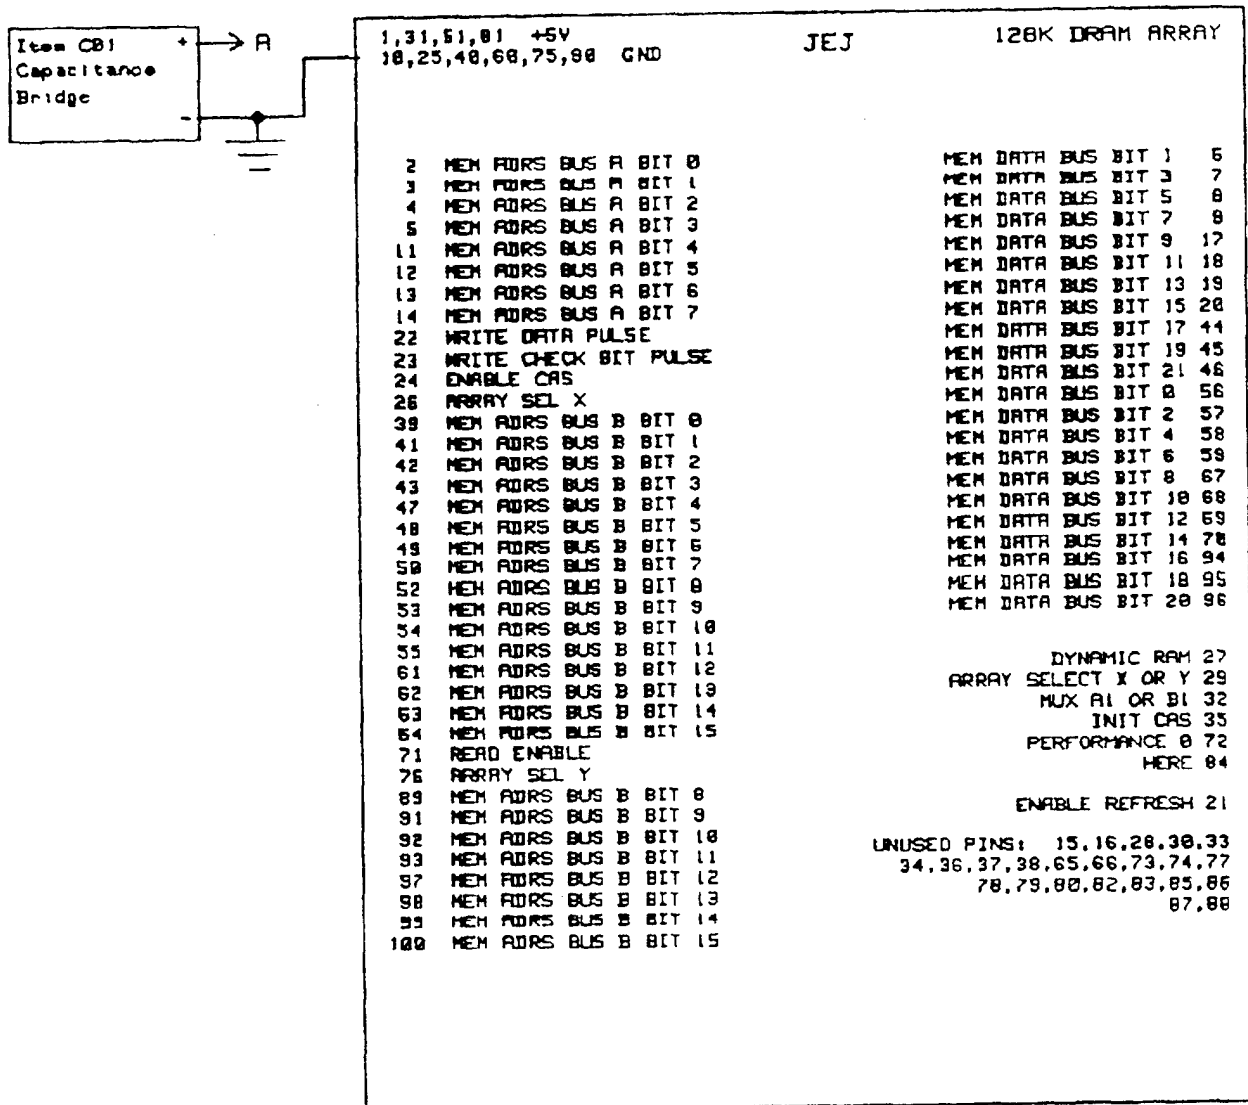 Item C01 +
Capacitance
Bridge
-
A
1,31,51,81 +5V
10,25,40,60,75,90 GND
JEJ
128K DRAM ARRAY
2 MEM ADRS BUS A BIT 0
3 MEM ADRS BUS A BIT 1
4 MEM ADRS BUS A BIT 2
5 MEM ADRS BUS A BIT 3
11 MEM ADRS BUS A BIT 4
12 MEM ADRS BUS A BIT 5
13 MEM ADRS BUS A BIT 6
14 MEM ADRS BUS A BIT 7
22 WRITE DATA PULSE
23 WRITE CHECK BIT PULSE
24 ENABLE CAS
26 ARRAY SEL X
39 MEM ADRS BUS B BIT 0
41 MEM ADRS BUS B BIT 1
42 MEM ADRS BUS B BIT 2
43 MEM ADRS BUS B BIT 3
47 MEM ADRS BUS B BIT 4
48 MEM ADRS BUS B BIT 5
49 MEM ADRS BUS B BIT 6
50 MEM ADRS BUS B BIT 7
52 MEM ADRS BUS B BIT 8
53 MEM ADRS BUS B BIT 9
54 MEM ADRS BUS B BIT 10
55 MEM ADRS BUS B BIT 11
61 MEM ADRS BUS B BIT 12
62 MEM ADRS BUS B BIT 13
63 MEM ADRS BUS B BIT 14
64 MEM ADRS BUS B BIT 15
71 READ ENABLE
76 ARRAY SEL Y
89 MEM ADRS BUS B BIT 8
91 MEM ADRS BUS B BIT 9
92 MEM ADRS BUS B BIT 10
93 MEM ADRS BUS B BIT 11
97 MEM ADRS BUS B BIT 12
98 MEM ADRS BUS B BIT 13
99 MEM ADRS BUS B BIT 14
100 MEM ADRS BUS B BIT 15
MEM DATA BUS BIT 1 6
MEM DATA BUS BIT 3 7
MEM DATA BUS BIT 5 8
MEM DATA BUS BIT 7 9
MEM DATA BUS BIT 9 17
MEM DATA BUS BIT 11 18
MEM DATA BUS BIT 13 19
MEM DATA BUS BIT 15 20
MEM DATA BUS BIT 17 44
MEM DATA BUS BIT 19 45
MEM DATA BUS BIT 21 46
MEM DATA BUS BIT 0 56
MEM DATA BUS BIT 2 57
MEM DATA BUS BIT 4 58
MEM DATA BUS BIT 6 59
MEM DATA BUS BIT 8 67
MEM DATA BUS BIT 10 68
MEM DATA BUS BIT 12 69
MEM DATA BUS BIT 14 70
MEM DATA BUS BIT 16 94
MEM DATA BUS BIT 18 95
MEM DATA BUS BIT 20 96
DYNAMIC RAM 27
ARRAY SELECT X OR Y 29
MUX A1 OR B1 32
INIT CAS 35
PERFORMANCE 0 72
HERE 84
ENABLE REFRESH 21
UNUSED PINS: 15,16,28,30,33
34,36,37,38,65,66,73,74,77
78,79,80,82,83,85,86
87,88